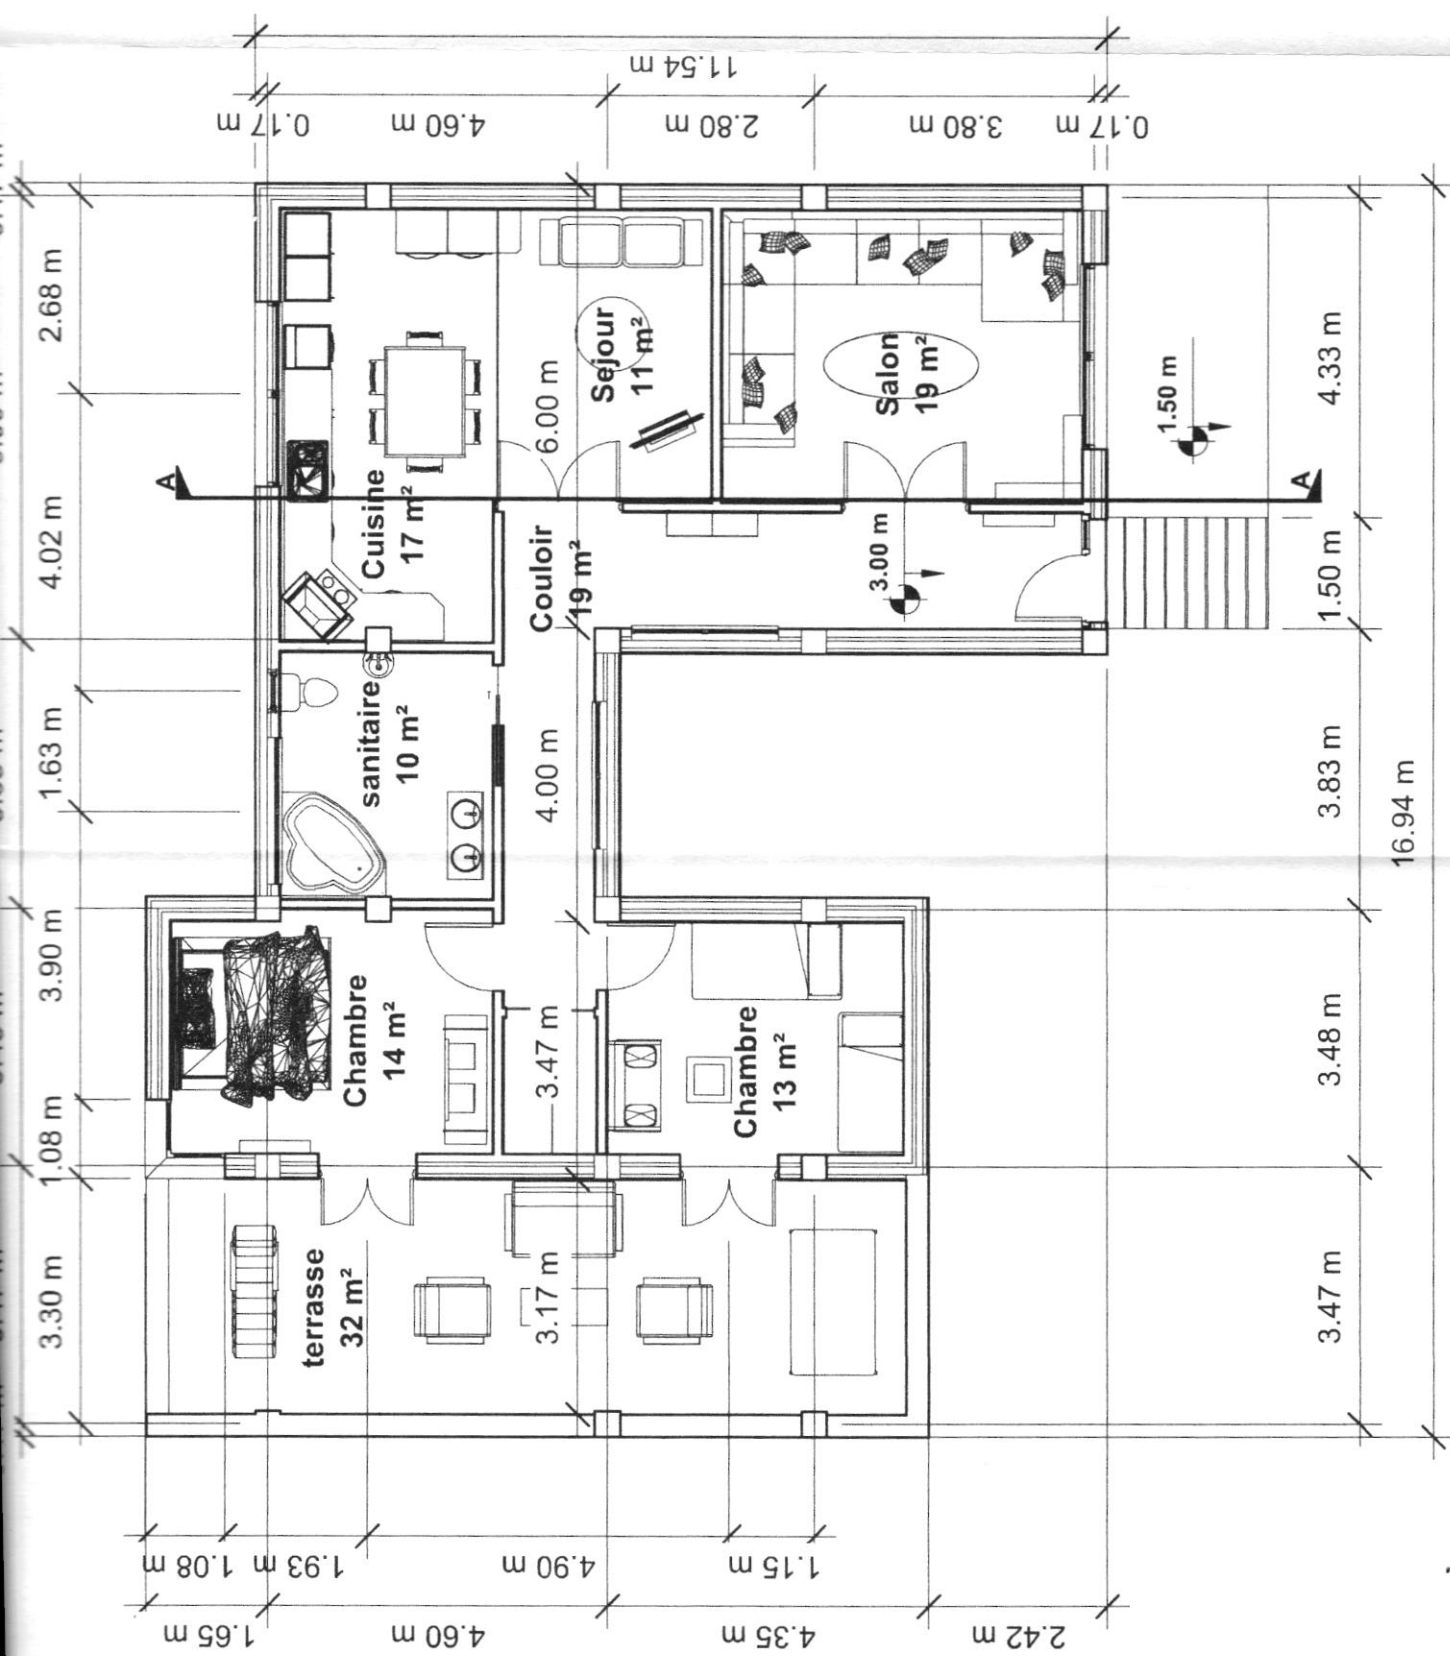 11.54 m
0.17 m
4.60 m
2.80 m
3.80 m
0.17 m
2.68 m
4.02 m
1.63 m
3.90 m
1.08 m
3.30 m
Sejour
11 m²
6.00 m
Salon
19 m²
1.50 m
4.33 m
A
A
Cuisine
17 m²
Couloir
19 m²
3.00 m
1.50 m
sanitaire
10 m²
4.00 m
3.83 m
16.94 m
Chambre
14 m²
3.47 m
Chambre
13 m²
3.48 m
terrasse
32 m²
3.17 m
3.47 m
1.08 m
1.93 m
4.90 m
1.15 m
1.65 m
4.60 m
4.35 m
2.42 m